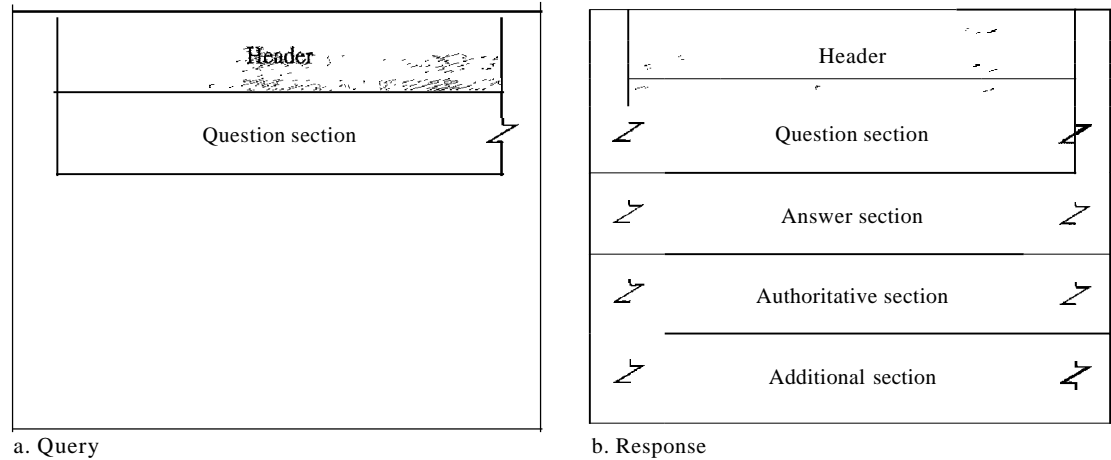 Header
Question section
a. Query
Header
Question section
Answer section
Authoritative section
Additional section
b. Response